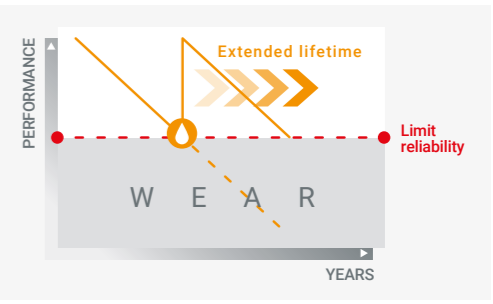 PERFORMANCE
Extended lifetime
Limit
reliability
W E A R
YEARS